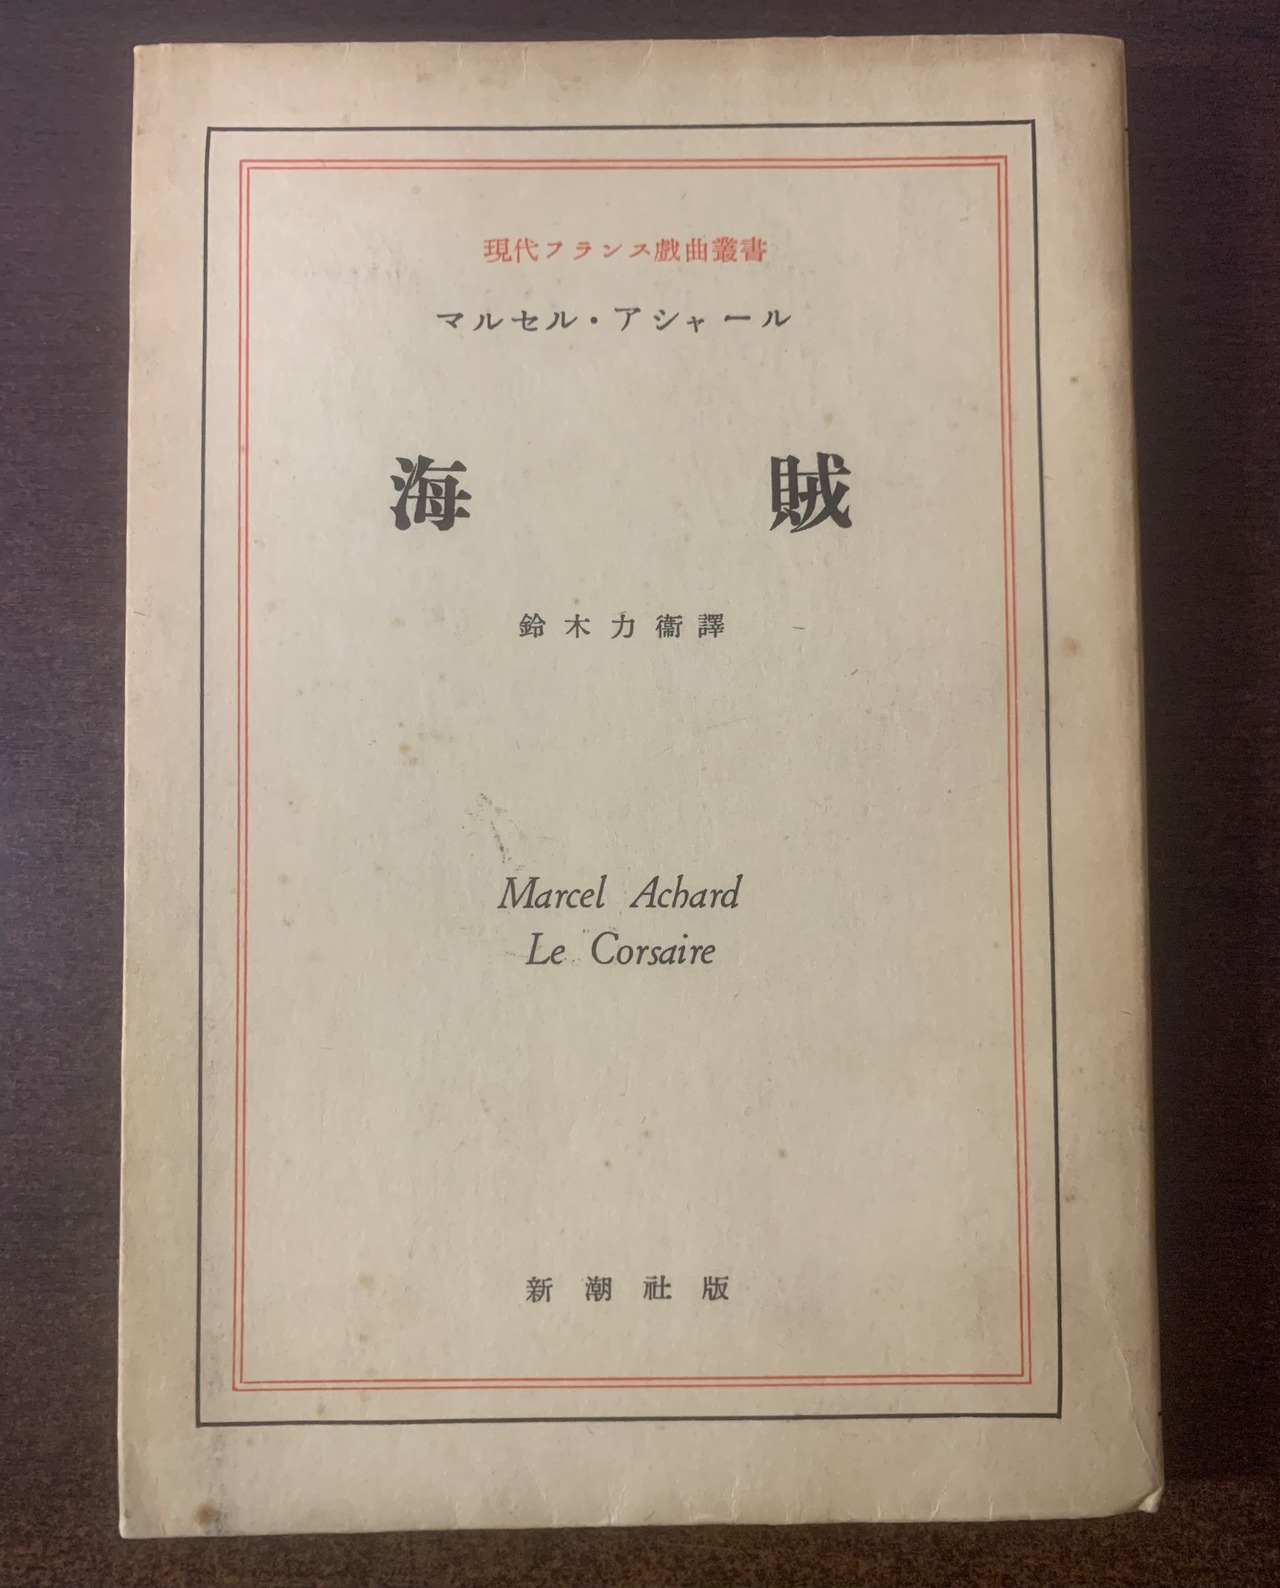 現代フランス戯曲叢書
マルセル・アシャール
海賊
鈴木力衞譯
Marcel Achard
Le Corsaire
新潮社版